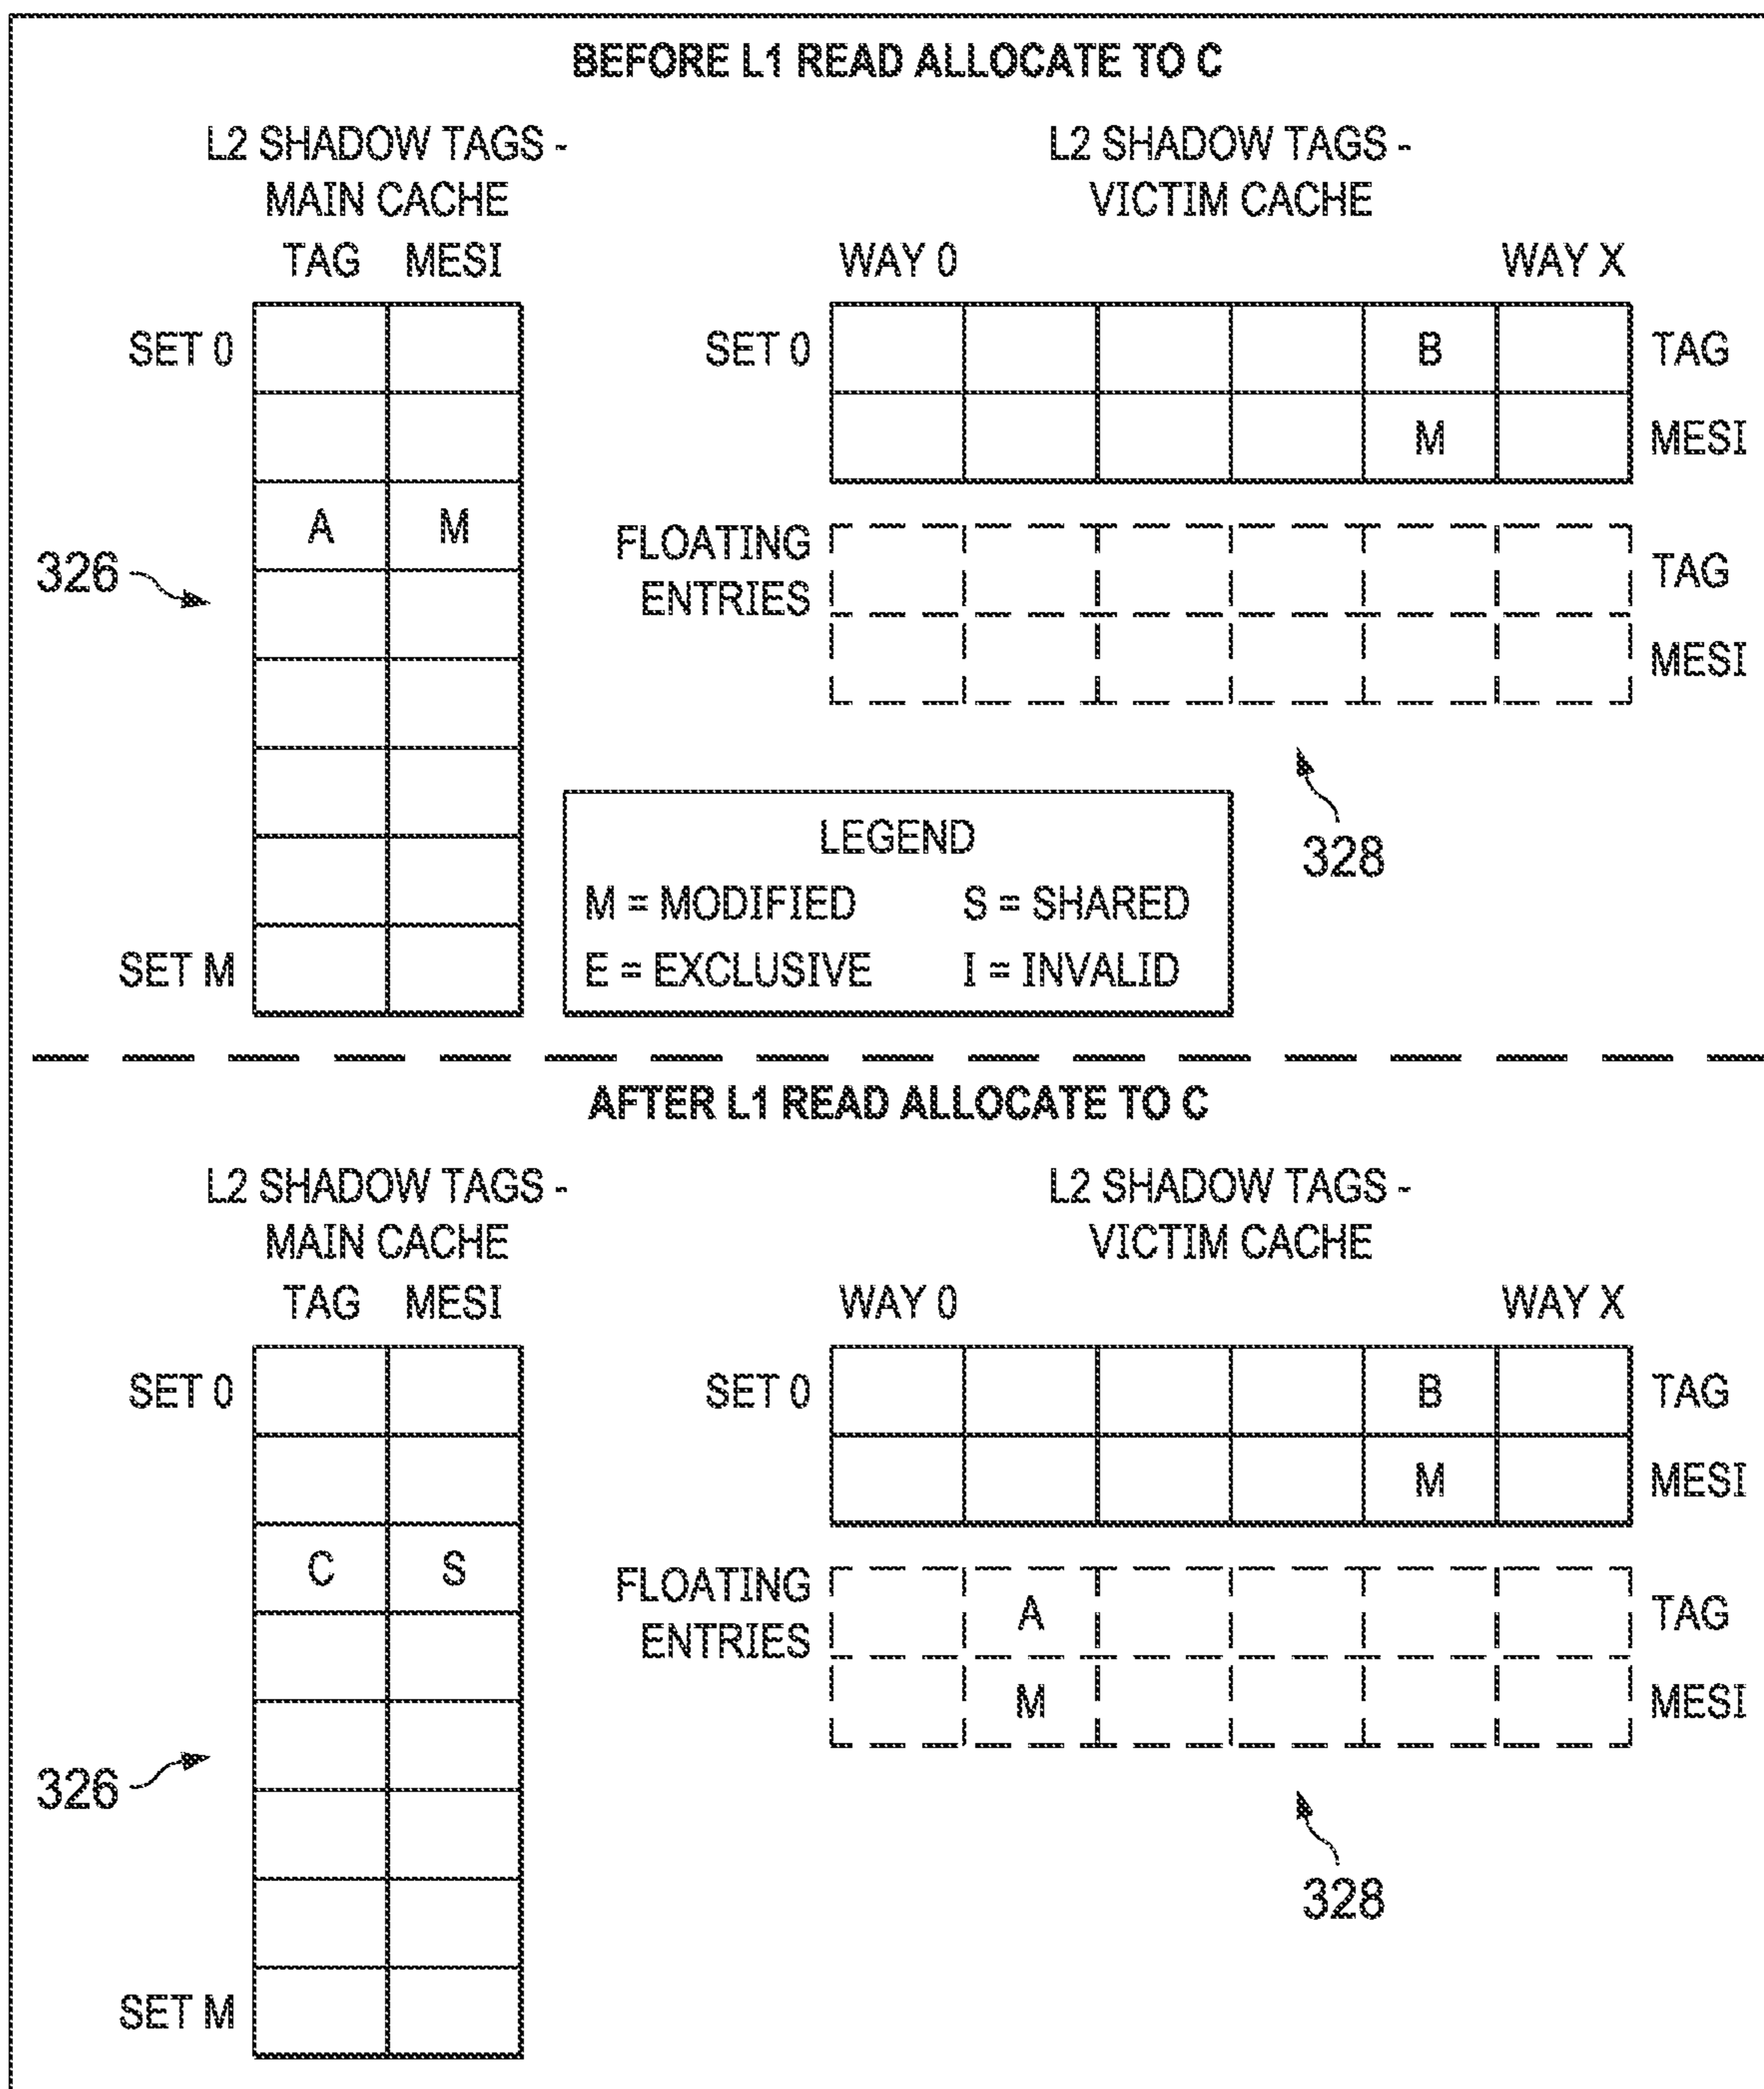 BEFORE L1 READ ALLOCATE TO C
L2 SHADOW TAGS -
MAIN CACHE
TAG MESI
L2 SHADOW TAGS -
VICTIM CACHE
WAY 0 WAY X
SET 0
A M
SET M
326
SET 0 B TAG
M MESI
FLOATING
ENTRIES
TAG
MESI
328
LEGEND
M = MODIFIED S = SHARED
E = EXCLUSIVE I = INVALID
AFTER L1 READ ALLOCATE TO C
L2 SHADOW TAGS -
MAIN CACHE
TAG MESI
L2 SHADOW TAGS -
VICTIM CACHE
WAY 0 WAY X
SET 0
C S
SET M
326
SET 0 B TAG
M MESI
FLOATING
ENTRIES
A TAG
M MESI
328